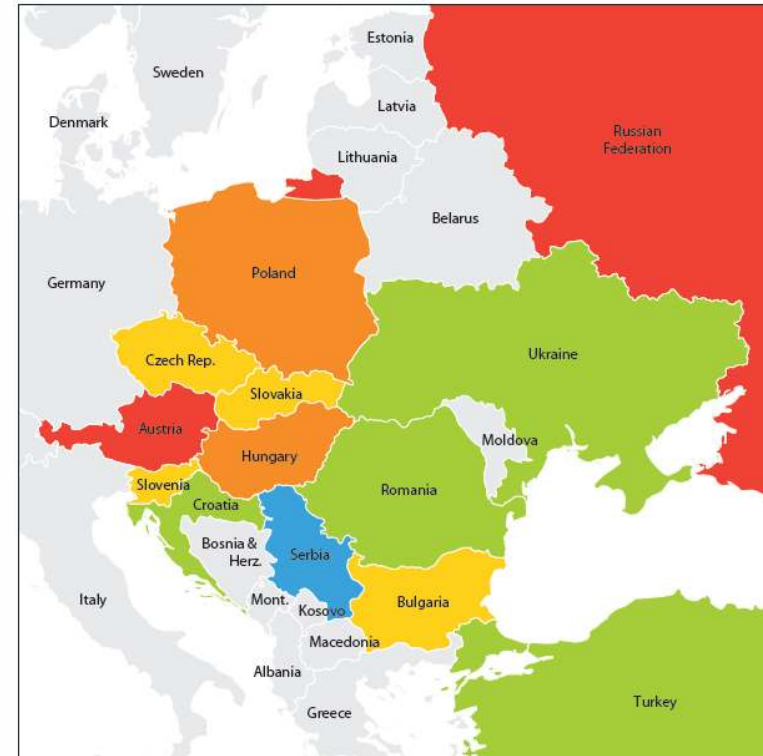 Estonia
Sweden
Latvia
Denmark
Russian
Federation
Lithuania
Belarus
Germany
Poland
Ukraine
Czech Rep.
Slovakia
Austria
Moldova
Hungary
Slovenia
Romania
Croatia
Bosnia &
Herz.
Serbia
Italy
Mont.
Bulgaria
Kosovo
Macedonia
Albania
Turkey
Greece